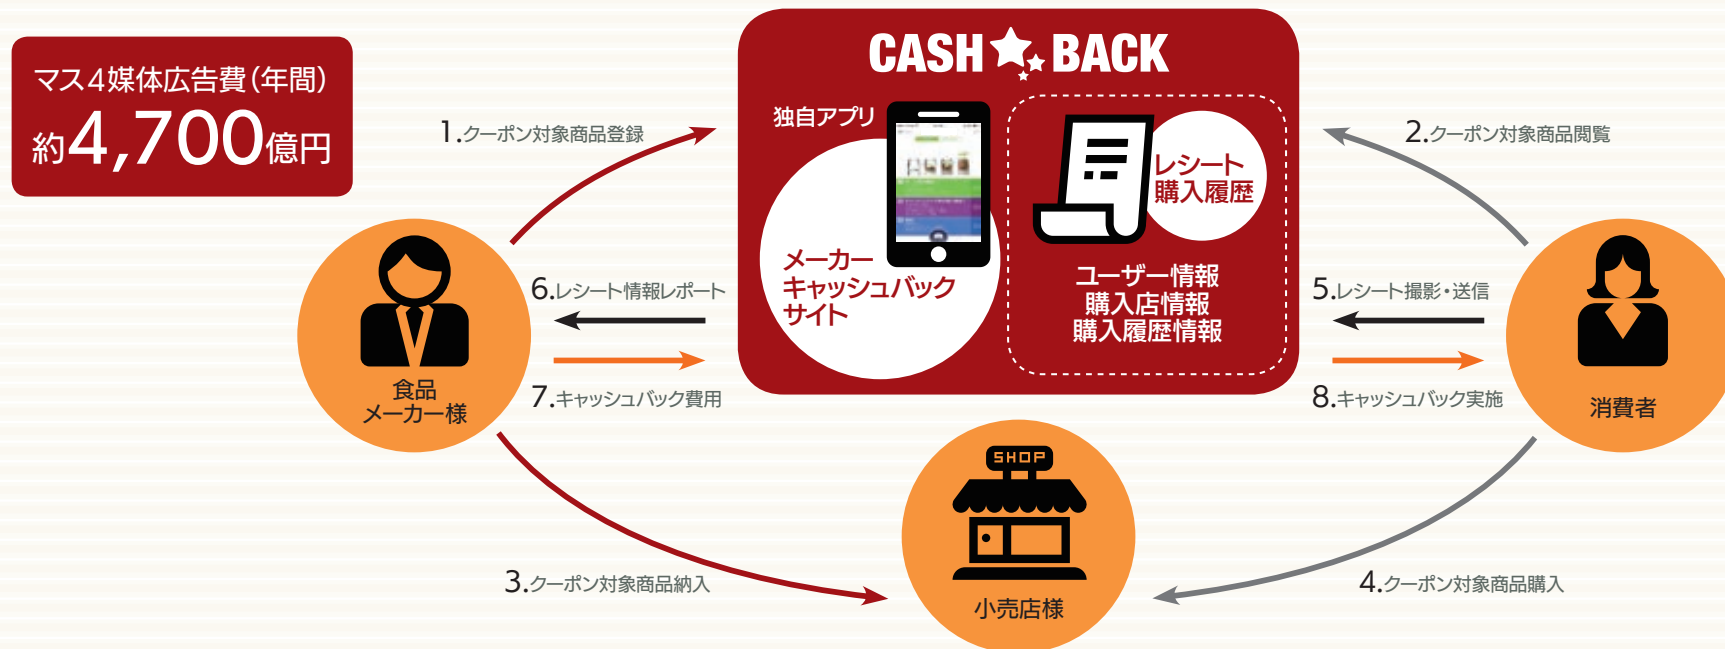 マス4媒体広告費(年間)
約4,700億円
CASH BACK
独自アプリ
メーカー
キャッシュバック
サイト
レシート
購入履歴
ユーザー情報
購入店情報
購入履歴情報
1.クーポン対象商品登録
2.クーポン対象商品閲覧
6.レシート情報レポート
5.レシート撮影・送信
7.キャッシュバック費用
8.キャッシュバック実施
食品
メーカー様
消費者
SHOP
小売店様
3.クーポン対象商品納入
4.クーポン対象商品購入